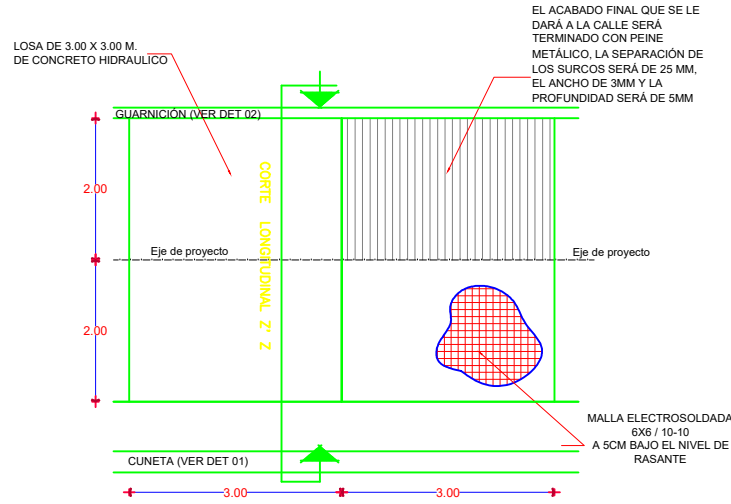 EL ACABADO FINAL QUE SE LE
DARÁ A LA CALLE SERÁ
TERMINADO CON PEINE
METÁLICO, LA SEPARACIÓN DE
LOS SURCOS SERÁ DE 25 MM,
EL ANCHO DE 3MM Y LA
PROFUNDIDAD SERÁ DE 5MM
LOSA DE 3.00 X 3.00 M.
DE CONCRETO HIDRAULICO
GUARNICIÓN (VER DET 02)
2.00
CORTE LONGITUDINAL Z' Z
Eje de proyecto
Eje de proyecto
2.00
MALLA ELECTROSOLDADA
6X6 / 10-10
A 5CM BAJO EL NIVEL DE
RASANTE
CUNETA (VER DET 01)
3.00
3.00